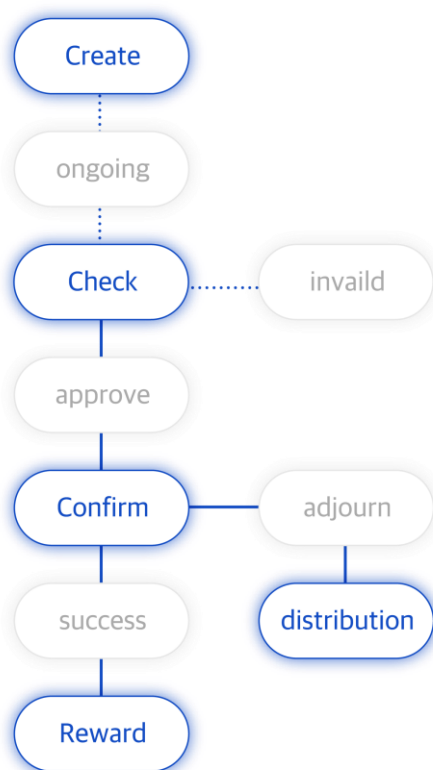 Create
ongoing
Check
invaild
approve
Confirm
adjourn
success
distribution
Reward